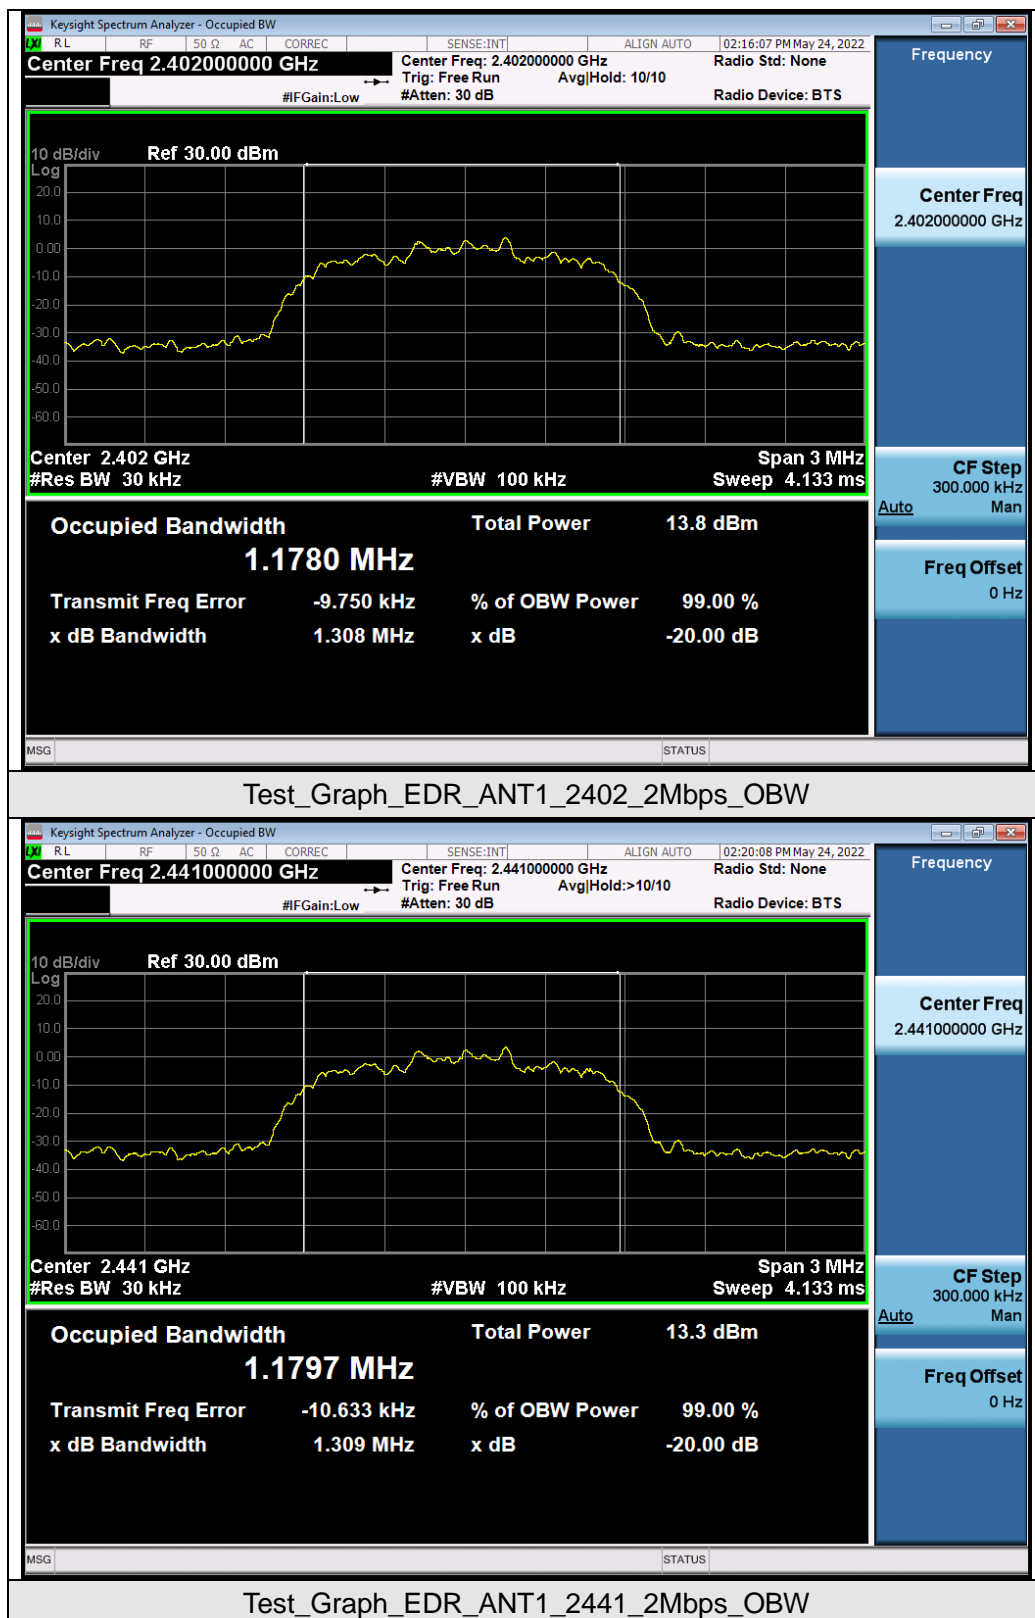 Keysight Spectrum Analyzer - Occupied BW
LXI RL RF 50 Ω AC CORREC SENSE:INT ALIGN AUTO 02:16:07 PM May 24, 2022
Center Freq 2.402000000 GHz
Center Freq: 2.402000000 GHz Radio Std: None
Trig: Free Run Avg|Hold: 10/10
#IFGain:Low #Atten: 30 dB Radio Device: BTS
Frequency
10 dB/div Ref 30.00 dBm
Log
20.0
10.0
0.00
-10.0
-20.0
-30.0
-40.0
-50.0
-60.0
Center 2.402 GHz Span 3 MHz
#Res BW 30 kHz #VBW 100 kHz Sweep 4.133 ms
Center Freq
2.402000000 GHz
CF Step
300.000 kHz
Auto Man
Freq Offset
0 Hz
Occupied Bandwidth Total Power 13.8 dBm
1.1780 MHz
Transmit Freq Error -9.750 kHz % of OBW Power 99.00 %
x dB Bandwidth 1.308 MHz x dB -20.00 dB
MSG STATUS
Test_Graph_EDR_ANT1_2402_2Mbps_OBW
Keysight Spectrum Analyzer - Occupied BW
LXI RL RF 50 Ω AC CORREC SENSE:INT ALIGN AUTO 02:20:08 PM May 24, 2022
Center Freq 2.441000000 GHz
Center Freq: 2.441000000 GHz Radio Std: None
Trig: Free Run Avg|Hold:>10/10
#IFGain:Low #Atten: 30 dB Radio Device: BTS
Frequency
10 dB/div Ref 30.00 dBm
Log
20.0
10.0
0.00
-10.0
-20.0
-30.0
-40.0
-50.0
-60.0
Center 2.441 GHz Span 3 MHz
#Res BW 30 kHz #VBW 100 kHz Sweep 4.133 ms
Center Freq
2.441000000 GHz
CF Step
300.000 kHz
Auto Man
Freq Offset
0 Hz
Occupied Bandwidth Total Power 13.3 dBm
1.1797 MHz
Transmit Freq Error -10.633 kHz % of OBW Power 99.00 %
x dB Bandwidth 1.309 MHz x dB -20.00 dB
MSG STATUS
Test_Graph_EDR_ANT1_2441_2Mbps_OBW